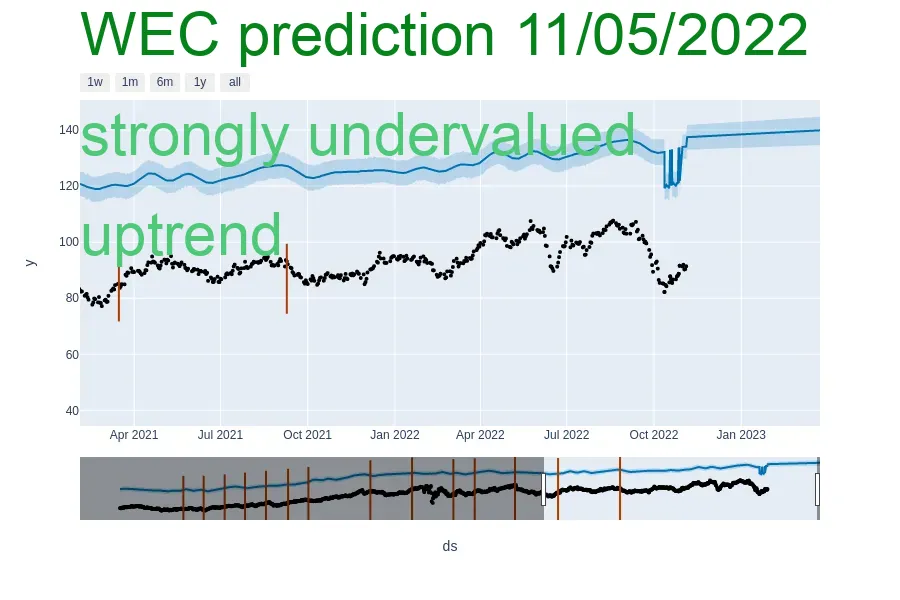 WEC prediction 11/05/2022
1w 1m 6m 1y all
strongly undervalued
uptrend
y
140
120
100
80
60
40
Apr 2021 Jul 2021 Oct 2021 Jan 2022 Apr 2022 Jul 2022 Oct 2022 Jan 2023
ds